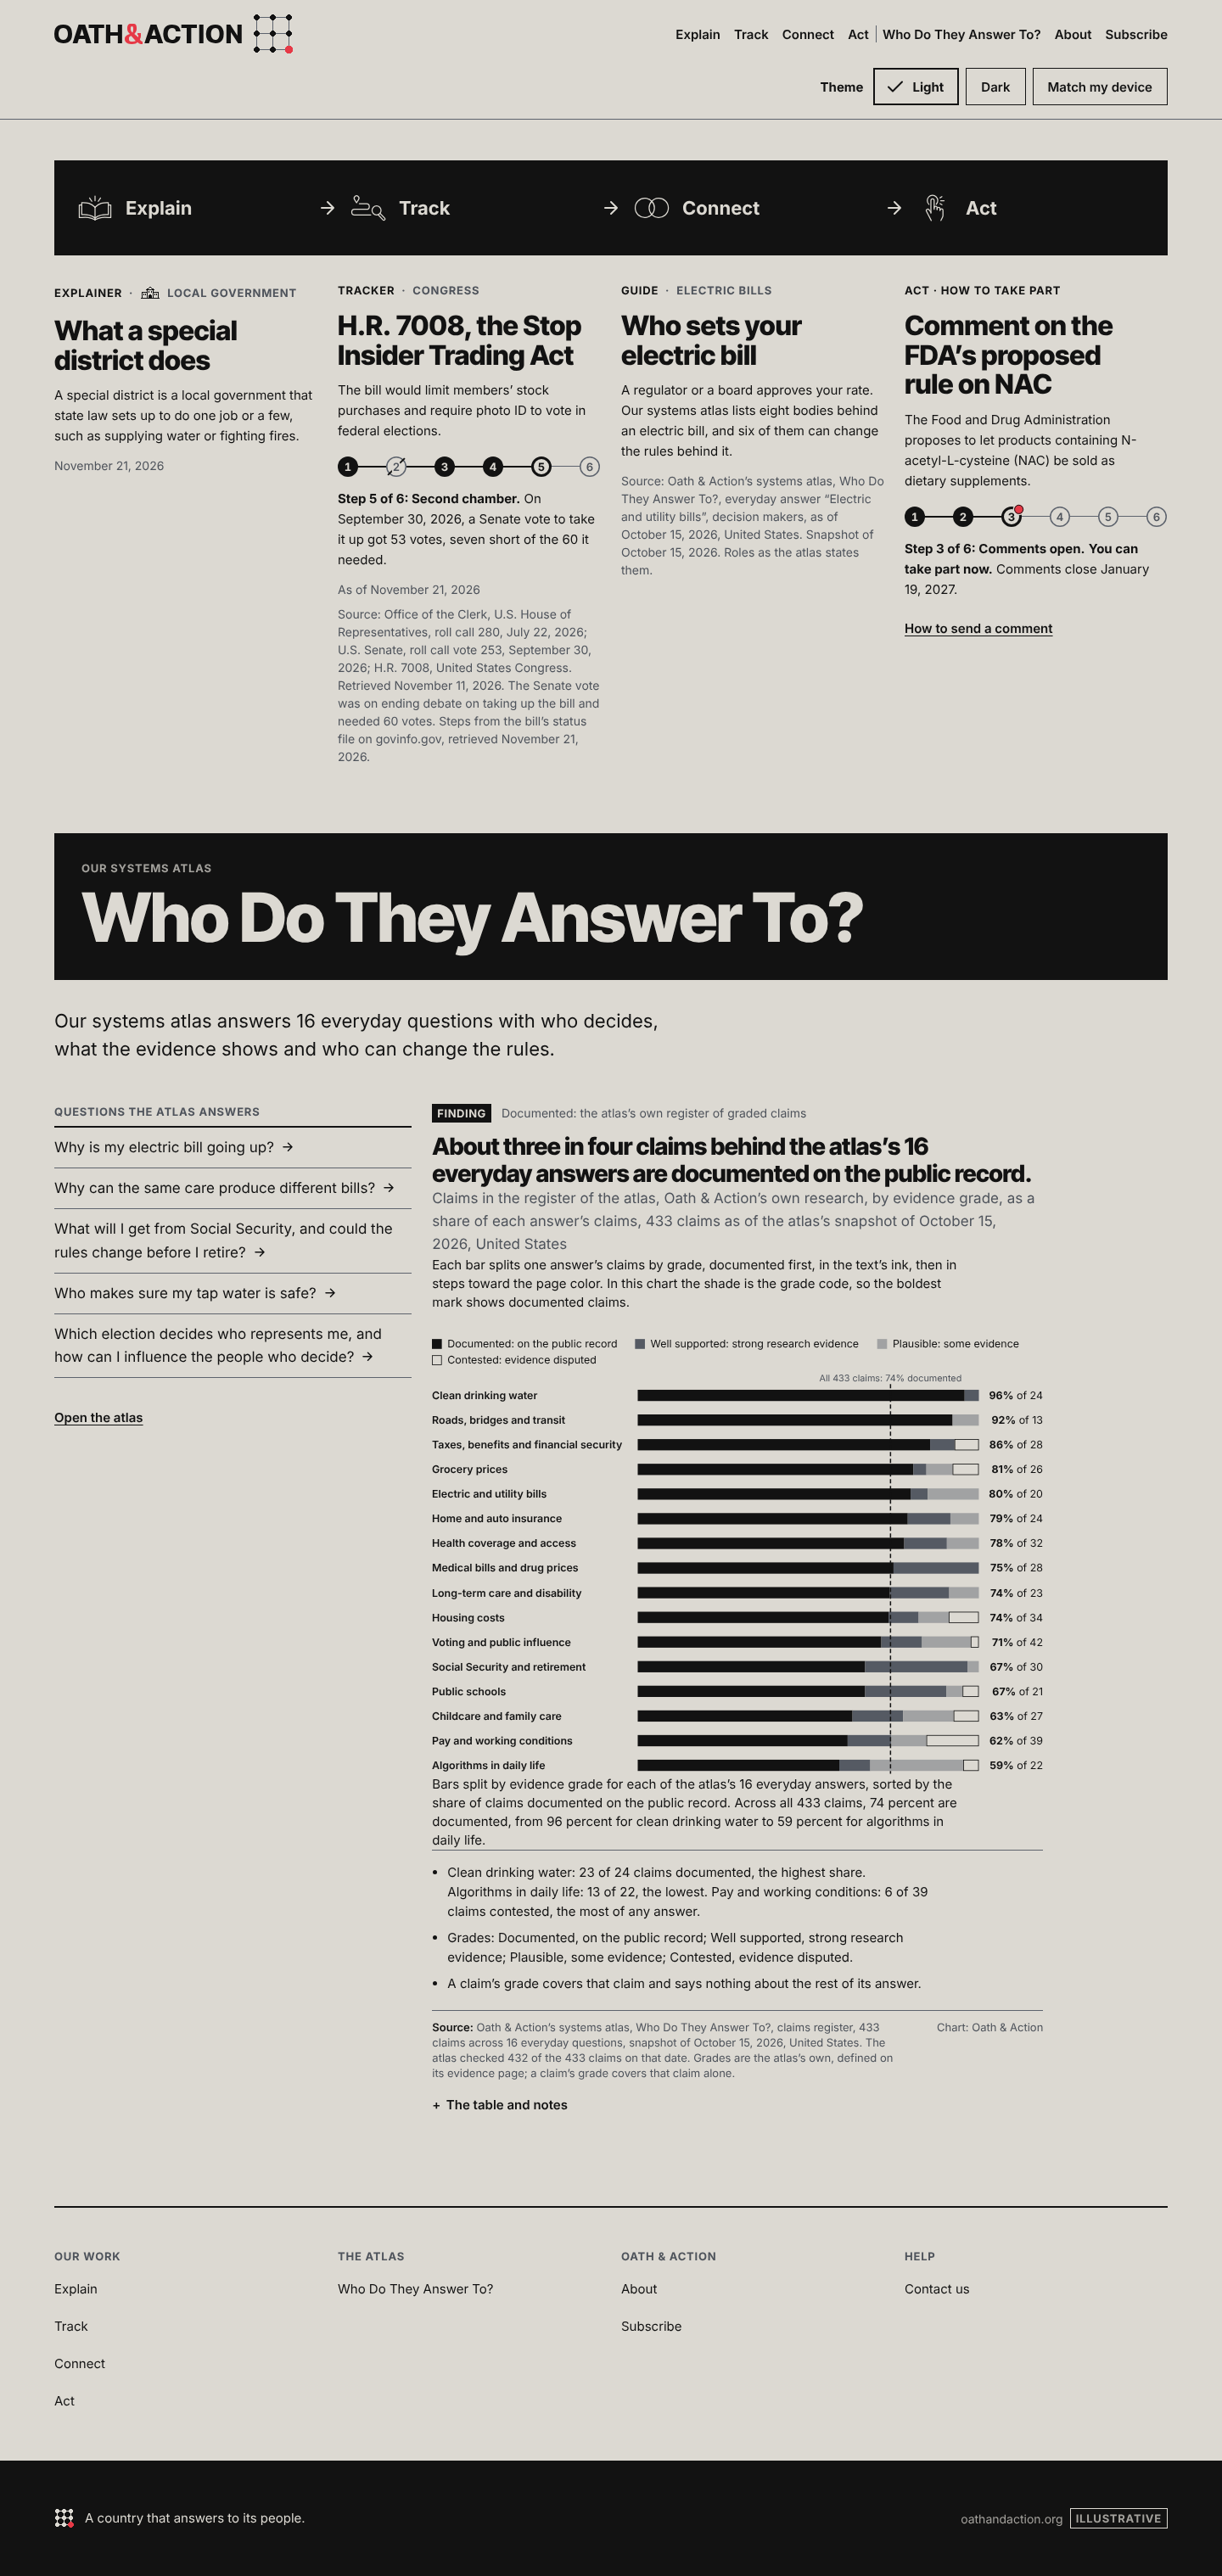 OATH&ACTION
Explain
Track
Connect
Act
Who Do They Answer To?
About
Subscribe
Theme
Light
Dark
Match my device
Explain
Track
Connect
Act
EXPLAINER · LOCAL GOVERNMENT
What a special
district does
A special district is a local government that
state law sets up to do one job or a few,
such as supplying water or fighting fires.
November 21, 2026
TRACKER · CONGRESS
H.R. 7008, the Stop
Insider Trading Act
The bill would limit members’ stock
purchases and require photo ID to vote in
federal elections.
1 2 3 4 5 6
Step 5 of 6: Second chamber. On
September 30, 2026, a Senate vote to take
it up got 53 votes, seven short of the 60 it
needed.
As of November 21, 2026
Source: Office of the Clerk, U.S. House of
Representatives, roll call 280, July 22, 2026;
U.S. Senate, roll call vote 253, September 30,
2026; H.R. 7008, United States Congress.
Retrieved November 11, 2026. The Senate vote
was on ending debate on taking up the bill and
needed 60 votes. Steps from the bill’s status
file on govinfo.gov, retrieved November 21,
2026.
GUIDE · ELECTRIC BILLS
Who sets your
electric bill
A regulator or a board approves your rate.
Our systems atlas lists eight bodies behind
an electric bill, and six of them can change
the rules behind it.
Source: Oath & Action’s systems atlas, Who Do
They Answer To?, everyday answer “Electric
and utility bills”, decision makers, as of
October 15, 2026, United States. Snapshot of
October 15, 2026. Roles as the atlas states
them.
ACT · HOW TO TAKE PART
Comment on the
FDA’s proposed
rule on NAC
The Food and Drug Administration
proposes to let products containing N-
acetyl-L-cysteine (NAC) be sold as
dietary supplements.
1 2 3 4 5 6
Step 3 of 6: Comments open. You can
take part now. Comments close January
19, 2027.
How to send a comment
OUR SYSTEMS ATLAS
Who Do They Answer To?
Our systems atlas answers 16 everyday questions with who decides,
what the evidence shows and who can change the rules.
QUESTIONS THE ATLAS ANSWERS
Why is my electric bill going up? →
Why can the same care produce different bills? →
What will I get from Social Security, and could the
rules change before I retire? →
Who makes sure my tap water is safe? →
Which election decides who represents me, and
how can I influence the people who decide? →
Open the atlas
FINDING Documented: the atlas’s own register of graded claims
About three in four claims behind the atlas’s 16
everyday answers are documented on the public record.
Claims in the register of the atlas, Oath & Action’s own research, by evidence grade, as a
share of each answer’s claims, 433 claims as of the atlas’s snapshot of October 15,
2026, United States
Each bar splits one answer’s claims by grade, documented first, in the text’s ink, then in
steps toward the page color. In this chart the shade is the grade code, so the boldest
mark shows documented claims.
Documented: on the public record Well supported: strong research evidence Plausible: some evidence
Contested: evidence disputed
All 433 claims: 74% documented
Clean drinking water 96% of 24
Roads, bridges and transit 92% of 13
Taxes, benefits and financial security 86% of 28
Grocery prices 81% of 26
Electric and utility bills 80% of 20
Home and auto insurance 79% of 24
Health coverage and access 78% of 32
Medical bills and drug prices 75% of 28
Long-term care and disability 74% of 23
Housing costs 74% of 34
Voting and public influence 71% of 42
Social Security and retirement 67% of 30
Public schools 67% of 21
Childcare and family care 63% of 27
Pay and working conditions 62% of 39
Algorithms in daily life 59% of 22
Bars split by evidence grade for each of the atlas’s 16 everyday answers, sorted by the
share of claims documented on the public record. Across all 433 claims, 74 percent are
documented, from 96 percent for clean drinking water to 59 percent for algorithms in
daily life.
• Clean drinking water: 23 of 24 claims documented, the highest share.
Algorithms in daily life: 13 of 22, the lowest. Pay and working conditions: 6 of 39
claims contested, the most of any answer.
• Grades: Documented, on the public record; Well supported, strong research
evidence; Plausible, some evidence; Contested, evidence disputed.
• A claim’s grade covers that claim and says nothing about the rest of its answer.
Source: Oath & Action’s systems atlas, Who Do They Answer To?, claims register, 433
claims across 16 everyday questions, snapshot of October 15, 2026, United States. The
atlas checked 432 of the 433 claims on that date. Grades are the atlas’s own, defined on
its evidence page; a claim’s grade covers that claim alone.
Chart: Oath & Action
+ The table and notes
OUR WORK
Explain
Track
Connect
Act
THE ATLAS
Who Do They Answer To?
OATH & ACTION
About
Subscribe
HELP
Contact us
A country that answers to its people.
oathandaction.org ILLUSTRATIVE